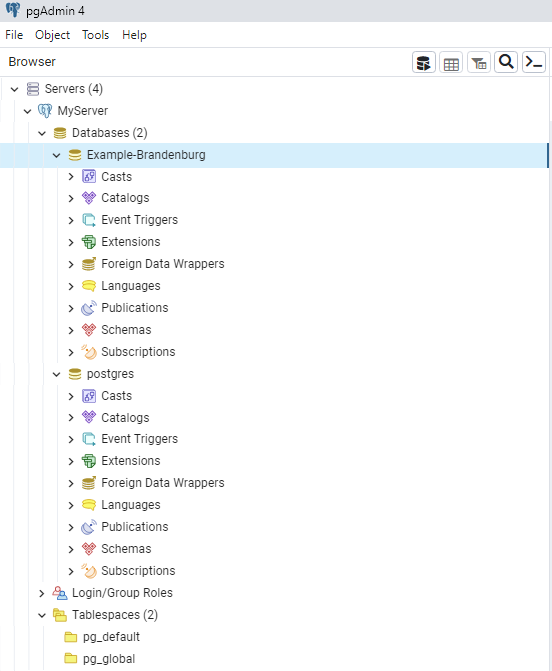 pgAdmin 4
File Object Tools Help
Browser
Servers (4)
MyServer
Databases (2)
Example-Brandenburg
Casts
Catalogs
Event Triggers
Extensions
Foreign Data Wrappers
Languages
Publications
Schemas
Subscriptions
postgres
Casts
Catalogs
Event Triggers
Extensions
Foreign Data Wrappers
Languages
Publications
Schemas
Subscriptions
Login/Group Roles
Tablespaces (2)
pg_default
pg_global